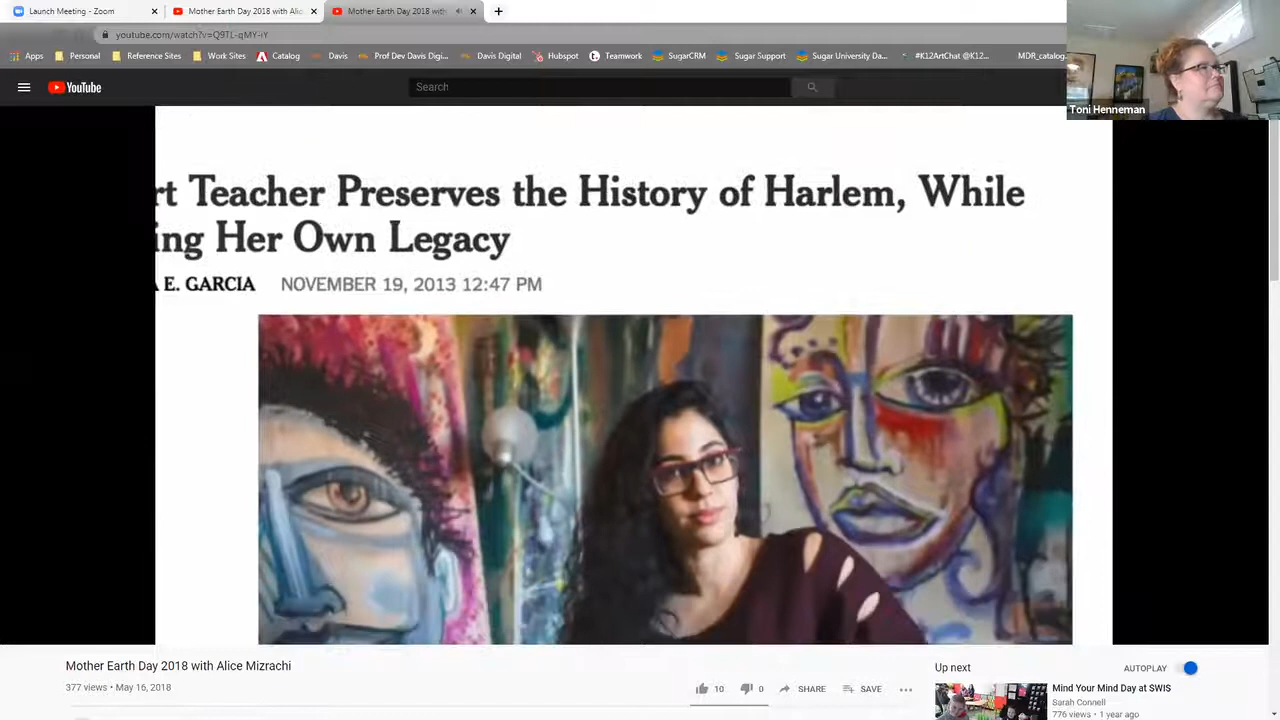 Launch Meeting - Zoom
Mother Earth Day 2018 with Alic
Mother Earth Day 2018 with
youtube.com/watch?v=Q9TL-qMY-iY
Apps
Personal
Reference Sites
Work Sites
Catalog
Davis
Prof Dev Davis Digi...
Davis Digital
Hubspot
Teamwork
SugarCRM
Sugar Support
Sugar University Da...
#K12ArtChat @K12...
MDR_catalog
Toni Henneman
YouTube
Search
rt Teacher Preserves the History of Harlem, While
ing Her Own Legacy
A E. GARCIA NOVEMBER 19, 2013 12:47 PM
Mother Earth Day 2018 with Alice Mizrachi
377 views • May 16, 2018
10
0
SHARE
SAVE
Up next
AUTOPLAY
Mind Your Mind Day at SWIS
Sarah Connell
776 views • 1 year ago